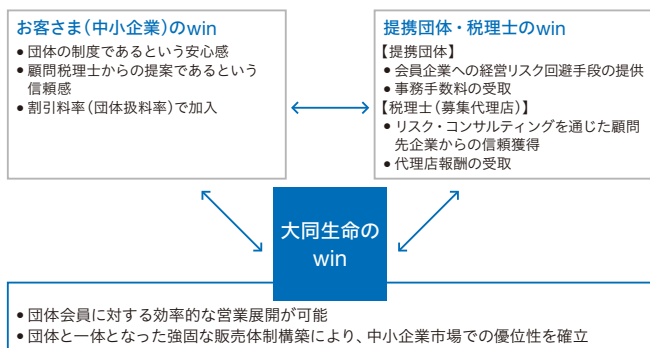 お客さま(中小企業)のwin
● 団体の制度であるという安心感
● 顧問税理士からの提案であるという
信頼感
● 割引料率(団体扱料率)で加入
提携団体・税理士のwin
【提携団体】
● 会員企業への経営リスク回避手段の提供
● 事務手数料の受取
【税理士(募集代理店)】
● リスク・コンサルティングを通じた顧問
先企業からの信頼獲得
● 代理店報酬の受取
大同生命の
win
● 団体会員に対する効率的な営業展開が可能
● 団体と一体となった強固な販売体制構築により、中小企業市場での優位性を確立